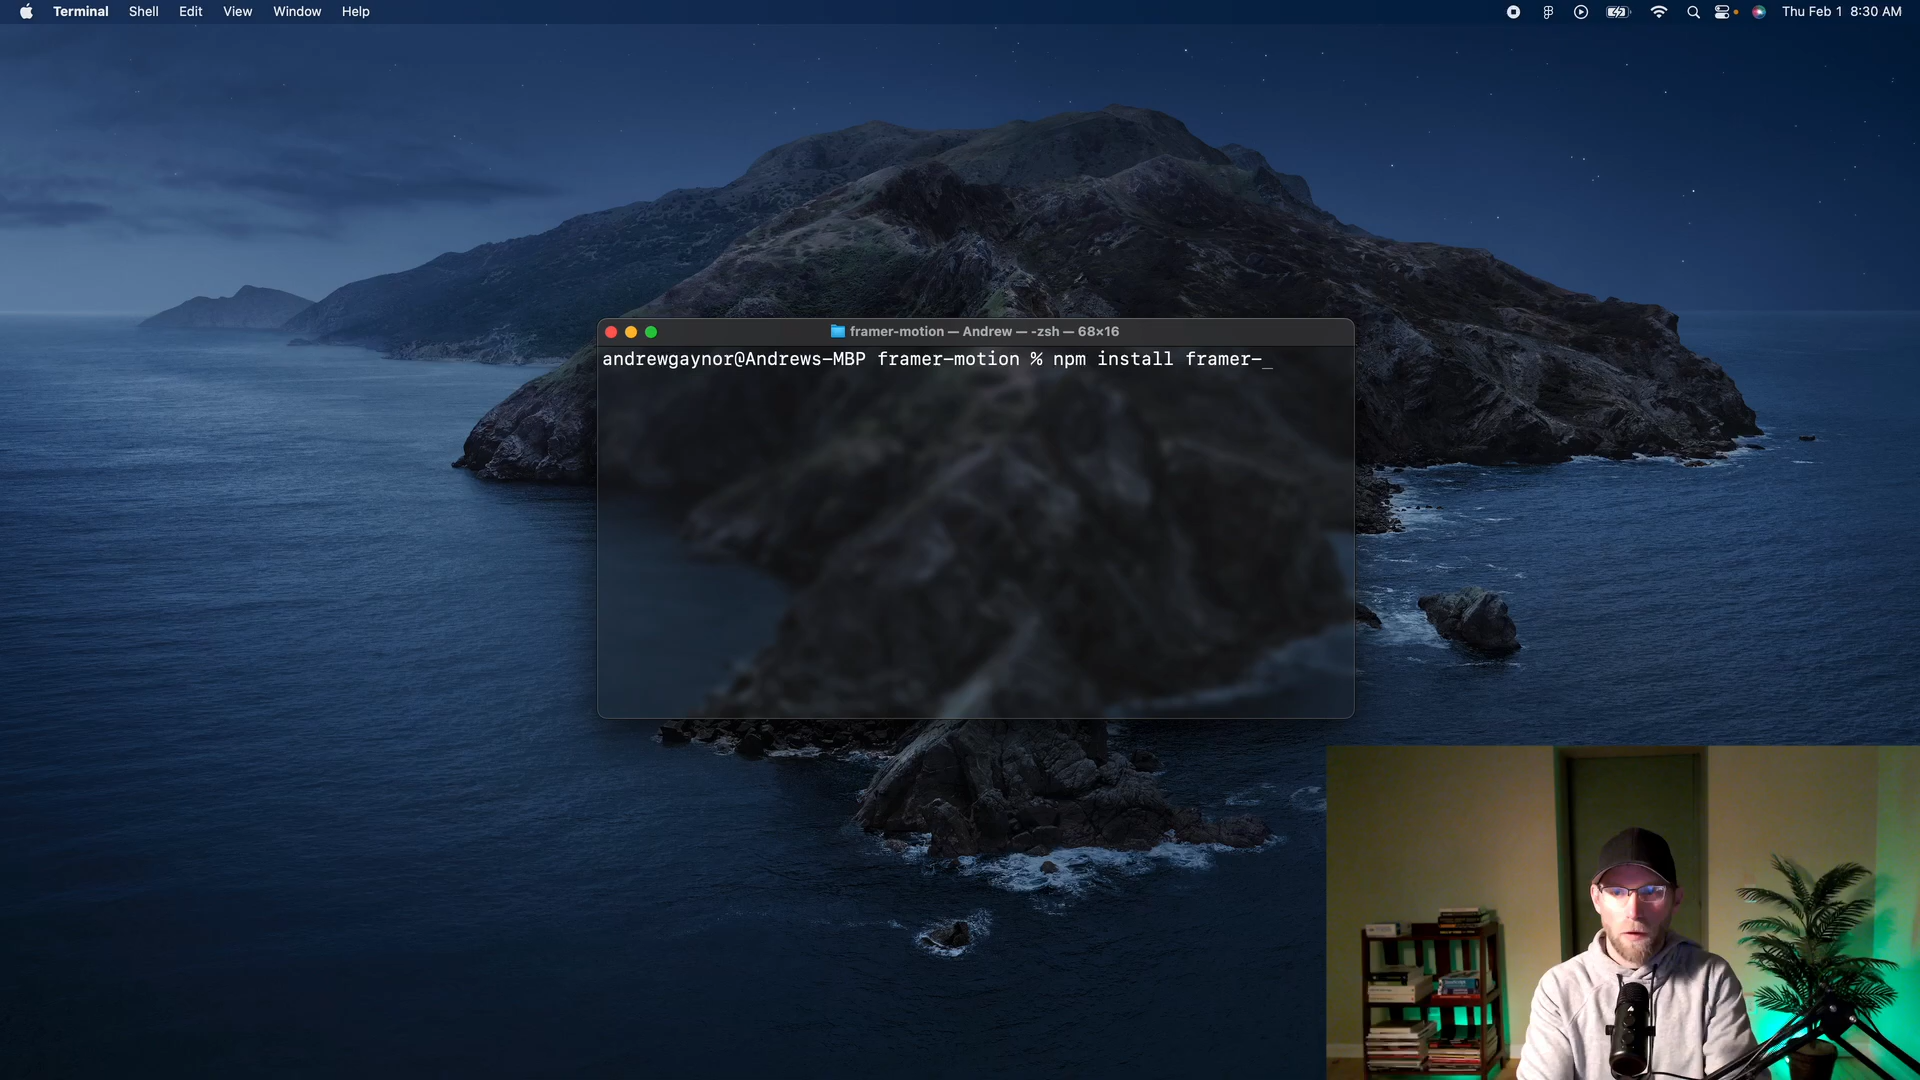 Terminal Shell Edit View Window Help Thu Feb 1 8:30 AM
framer-motion — Andrew — -zsh — 68×16
andrewgaynor@Andrews-MBP framer-motion % npm install framer-_